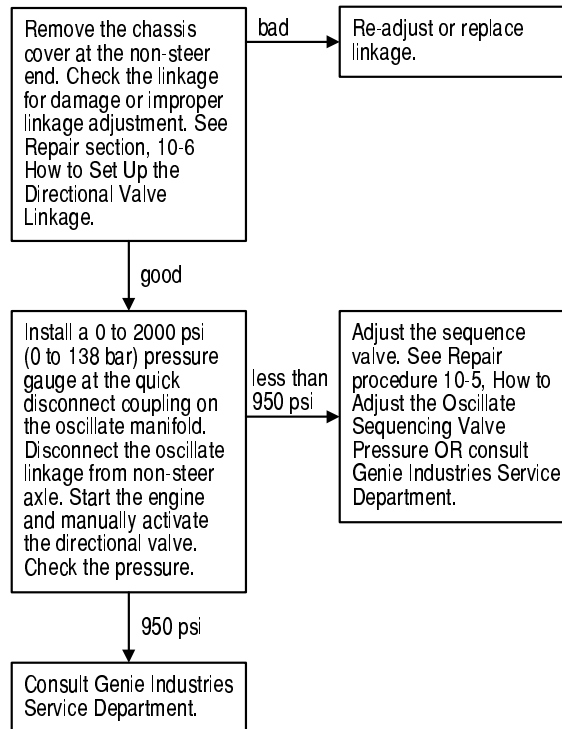 Remove the chassis
cover at the non-steer
end. Check the linkage
for damage or improper
linkage adjustment. See
Repair section, 10-6
How to Set Up the
Directional Valve
Linkage.
bad
Re-adjust or replace
linkage.
good
Install a 0 to 2000 psi
(0 to 138 bar) pressure
gauge at the quick
disconnect coupling on
the oscillate manifold.
Disconnect the oscillate
linkage from non-steer
axle. Start the engine
and manually activate
the directional valve.
Check the pressure.
less than
950 psi
Adjust the sequence
valve. See Repair
procedure 10-5, How to
Adjust the Oscillate
Sequencing Valve
Pressure OR consult
Genie Industries Service
Department.
950 psi
Consult Genie Industries
Service Department.